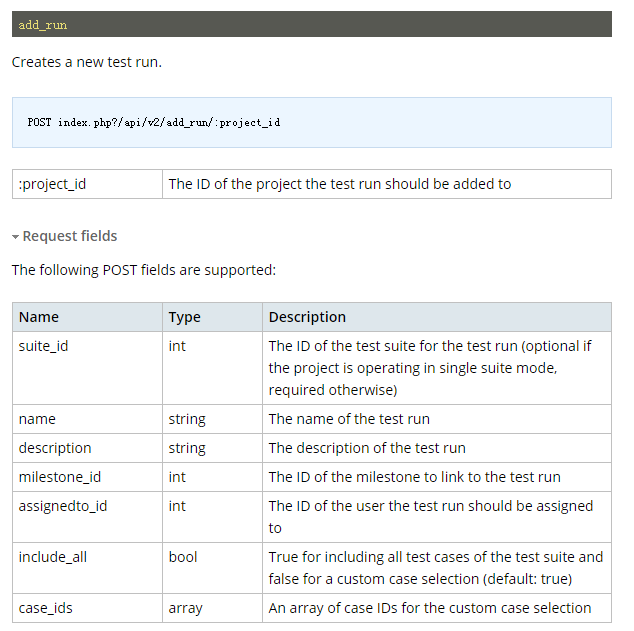 add_run
Creates a new test run.
POST index.php?/api/v2/add_run/:project_id
:project_id The ID of the project the test run should be added to
Request fields
The following POST fields are supported:
Name Type Description
suite_id int The ID of the test suite for the test run (optional if
the project is operating in single suite mode,
required otherwise)
name string The name of the test run
description string The description of the test run
milestone_id int The ID of the milestone to link to the test run
assignedto_id int The ID of the user the test run should be assigned
to
include_all bool True for including all test cases of the test suite and
false for a custom case selection (default: true)
case_ids array An array of case IDs for the custom case selection